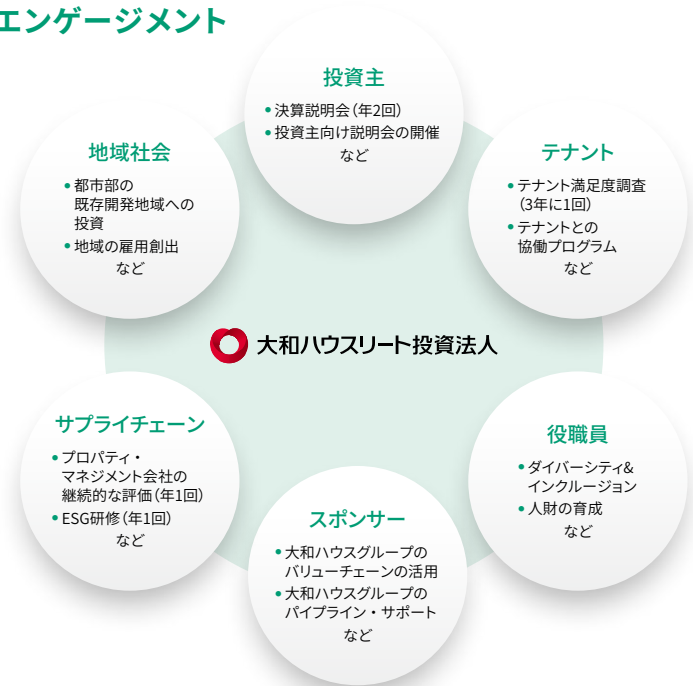 エンゲージメント
投資主
• 決算説明会（年2回）
• 投資主向け説明会の開催
など
テナント
• テナント満足度調査
（3年に1回）
• テナントとの
協働プログラム
など
役職員
• ダイバーシティ&
インクルージョン
• 人財の育成
など
スポンサー
• 大和ハウスグループの
バリューチェーンの活用
• 大和ハウスグループの
パイプライン・サポート
など
サプライチェーン
• プロパティ・
マネジメント会社の
継続的な評価（年1回）
• ESG研修（年1回）
など
地域社会
• 都市部の
既存開発地域への
投資
• 地域の雇用創出
など
大和ハウスリート投資法人